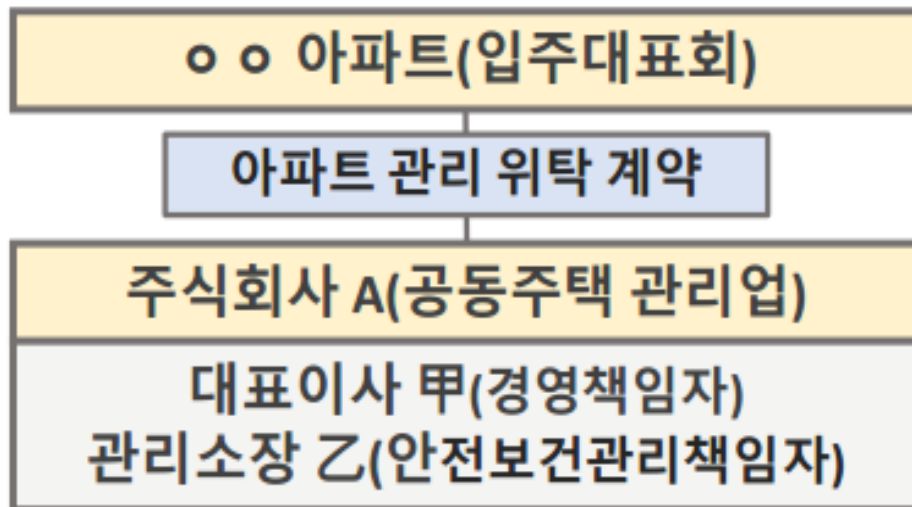 ㅇㅇ 아파트(입주대표회)
아파트 관리 위탁 계약
주식회사 A(공동주택 관리업)
대표이사 甲(경영책임자)
관리소장 乙(안전보건관리책임자)